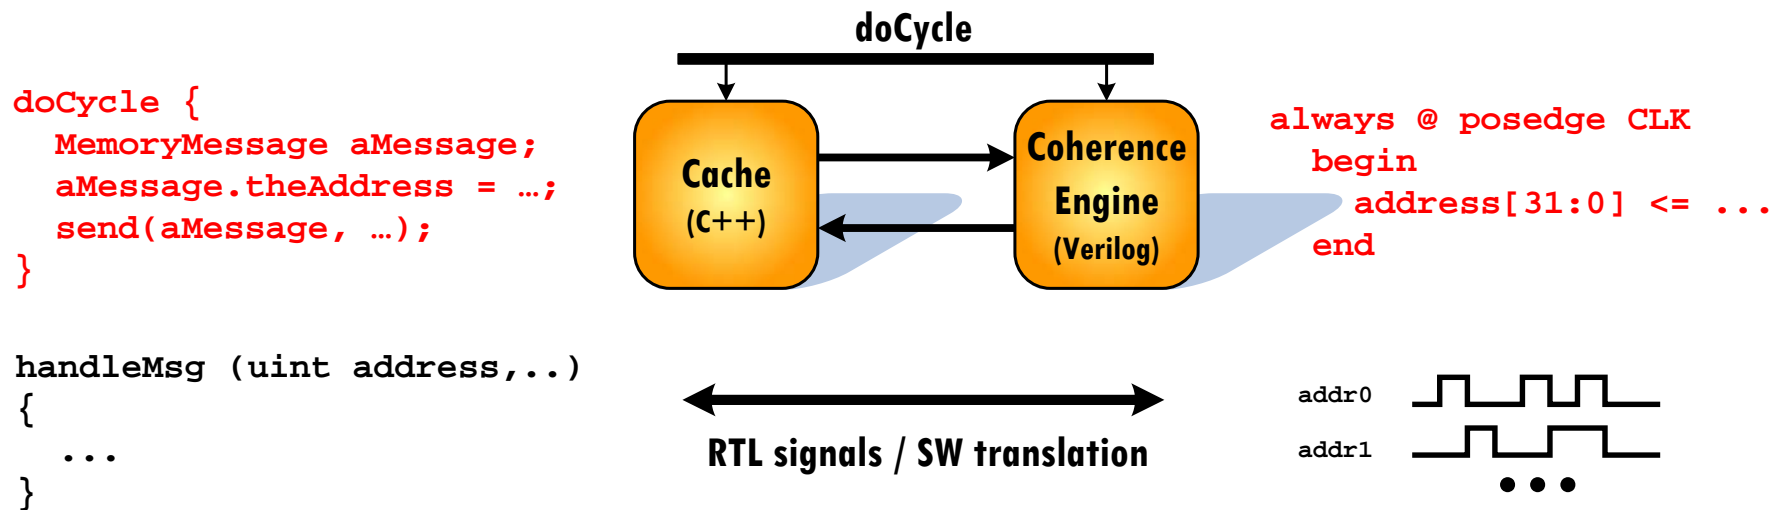 doCycle
doCycle {
  MemoryMessage aMessage;
  aMessage.theAddress = …;
  send(aMessage, …);
}
Cache
(C++)
Coherence
Engine
(Verilog)
always @ posedge CLK
  begin
    address[31:0] <= ...
  end
handleMsg (uint address,..)
{
  ...
}
RTL signals / SW translation
addr0
addr1